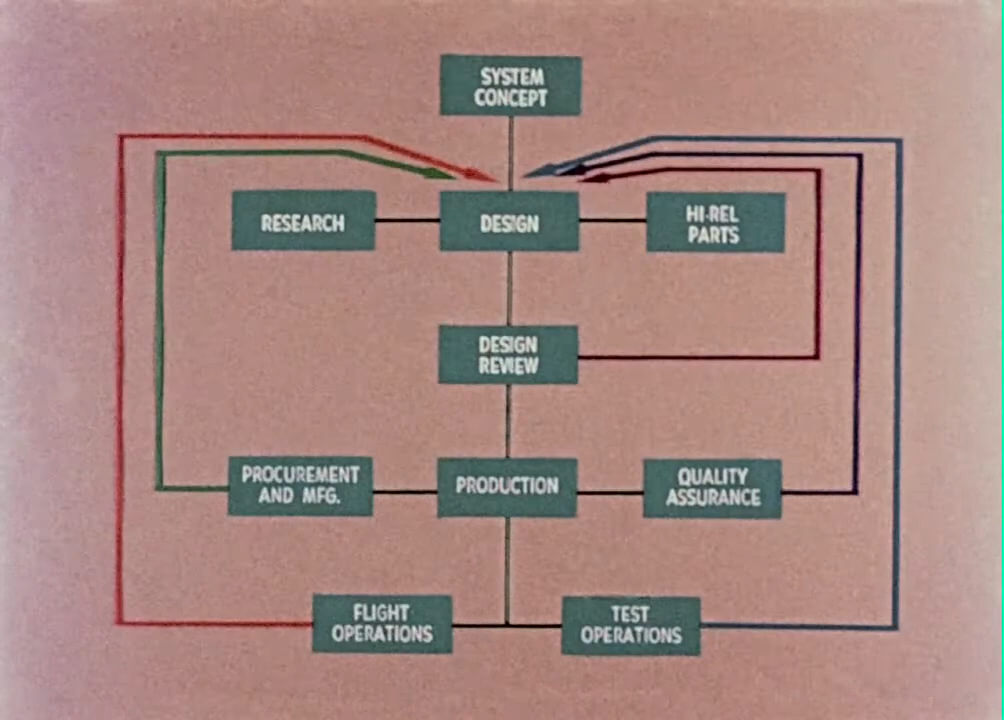 SYSTEM
CONCEPT
RESEARCH
DESIGN
HI-REL
PARTS
DESIGN
REVIEW
PROCUREMENT
AND MFG.
PRODUCTION
QUALITY
ASSURANCE
FLIGHT
OPERATIONS
TEST
OPERATIONS